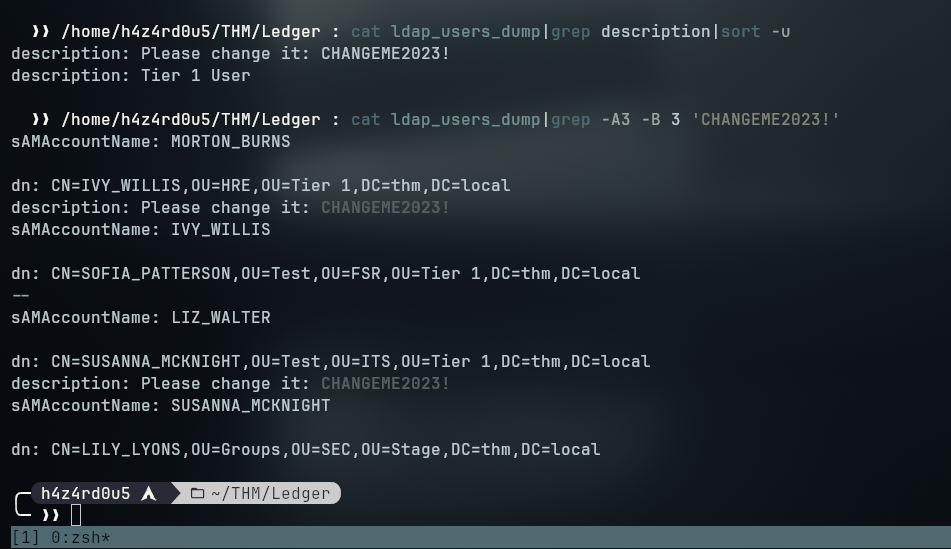 ❱❱ /home/h4z4rd0u5/THM/Ledger : cat ldap_users_dump|grep description|sort -u
description: Please change it: CHANGEME2023!
description: Tier 1 User
❱❱ /home/h4z4rd0u5/THM/Ledger : cat ldap_users_dump|grep -A3 -B 3 'CHANGEME2023!'
sAMAccountName: MORTON_BURNS
dn: CN=IVY_WILLIS,OU=HRE,OU=Tier 1,DC=thm,DC=local
description: Please change it: CHANGEME2023!
sAMAccountName: IVY_WILLIS
dn: CN=SOFIA_PATTERSON,OU=Test,OU=FSR,OU=Tier 1,DC=thm,DC=local
--
sAMAccountName: LIZ_WALTER
dn: CN=SUSANNA_MCKNIGHT,OU=Test,OU=ITS,OU=Tier 1,DC=thm,DC=local
description: Please change it: CHANGEME2023!
sAMAccountName: SUSANNA_MCKNIGHT
dn: CN=LILY_LYONS,OU=Groups,OU=SEC,OU=Stage,DC=thm,DC=local
h4z4rd0u5 ~/THM/Ledger
❱❱
[1] 0:zsh*